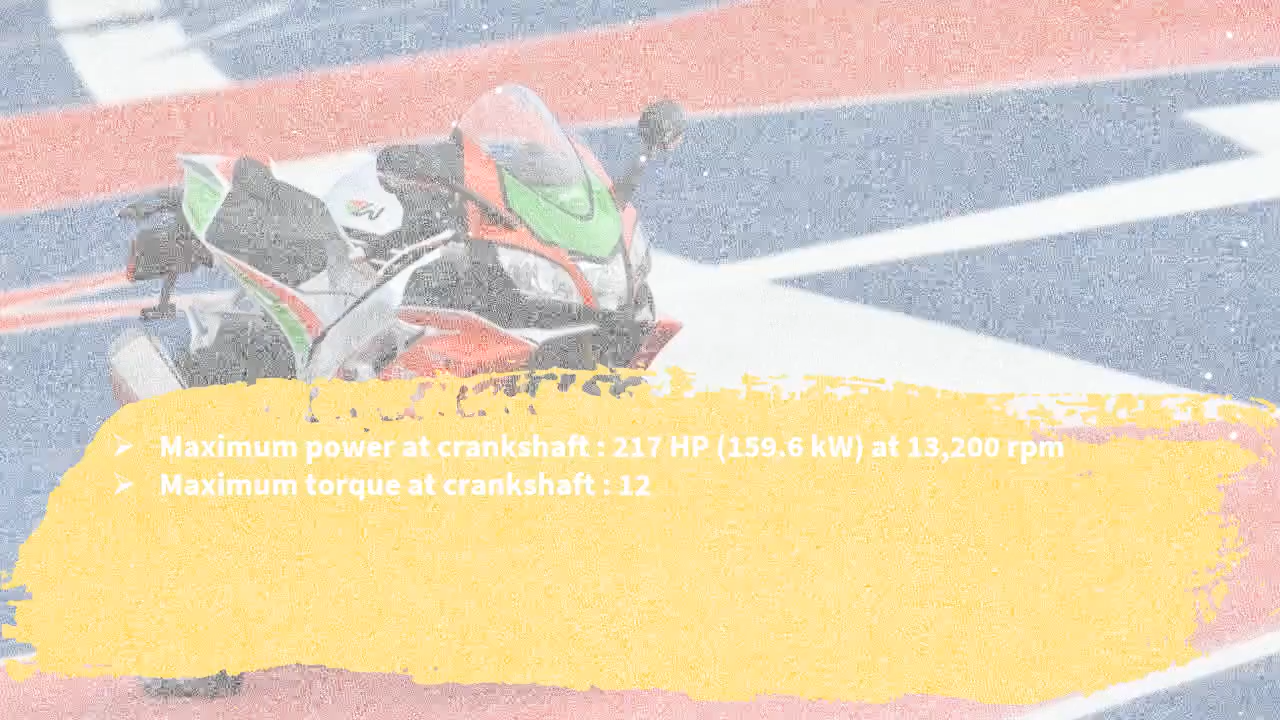 ➢ Maximum power at crankshaft : 217 HP (159.6 kW) at 13,200 rpm
➢ Maximum torque at crankshaft : 12